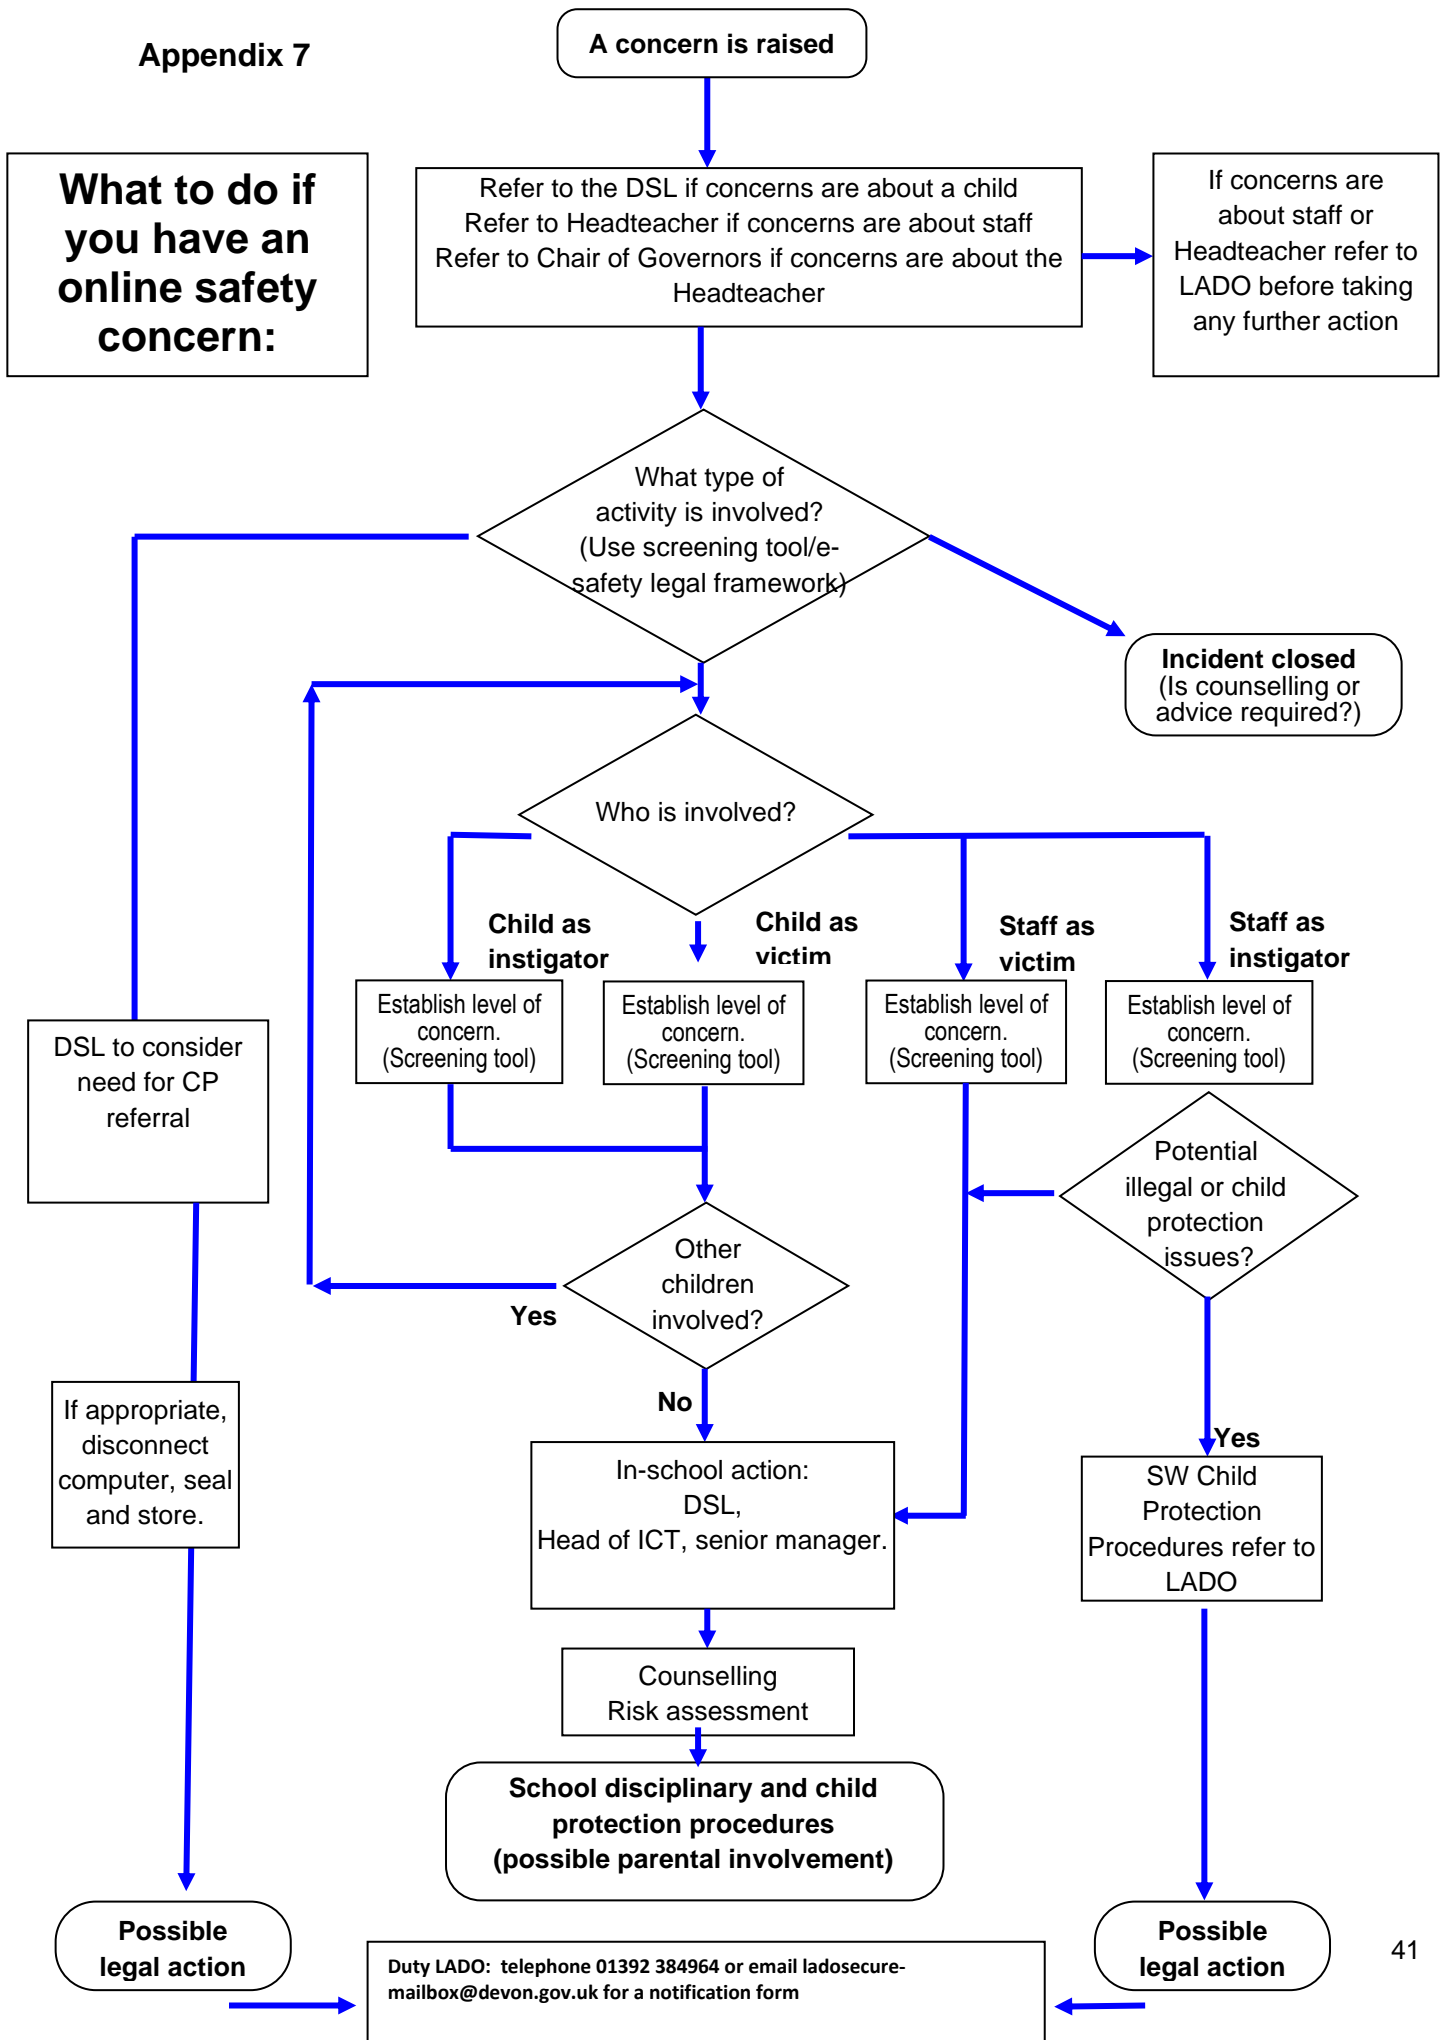 Appendix 7
A concern is raised
What to do if
you have an
online safety
concern:
Refer to the DSL if concerns are about a child
Refer to Headteacher if concerns are about staff
Refer to Chair of Governors if concerns are about the
Headteacher
If concerns are
about staff or
Headteacher refer to
LADO before taking
any further action
What type of
activity is involved?
(Use screening tool/e-
safety legal framework)
Incident closed
(Is counselling or
advice required?)
Who is involved?
Child as
instigator
Child as
victim
Staff as
victim
Staff as
instigator
Establish level of
concern.
(Screening tool)
Establish level of
concern.
(Screening tool)
Establish level of
concern.
(Screening tool)
Establish level of
concern.
(Screening tool)
DSL to consider
need for CP
referral
Potential
illegal or child
protection
issues?
Other
children
involved?
Yes
No
Yes
If appropriate,
disconnect
computer, seal
and store.
In-school action:
DSL,
Head of ICT, senior manager.
SW Child
Protection
Procedures refer to
LADO
Counselling
Risk assessment
School disciplinary and child
protection procedures
(possible parental involvement)
Possible
legal action
Possible
legal action
Duty LADO:  telephone 01392 384964 or email ladosecure-
mailbox@devon.gov.uk for a notification form
41